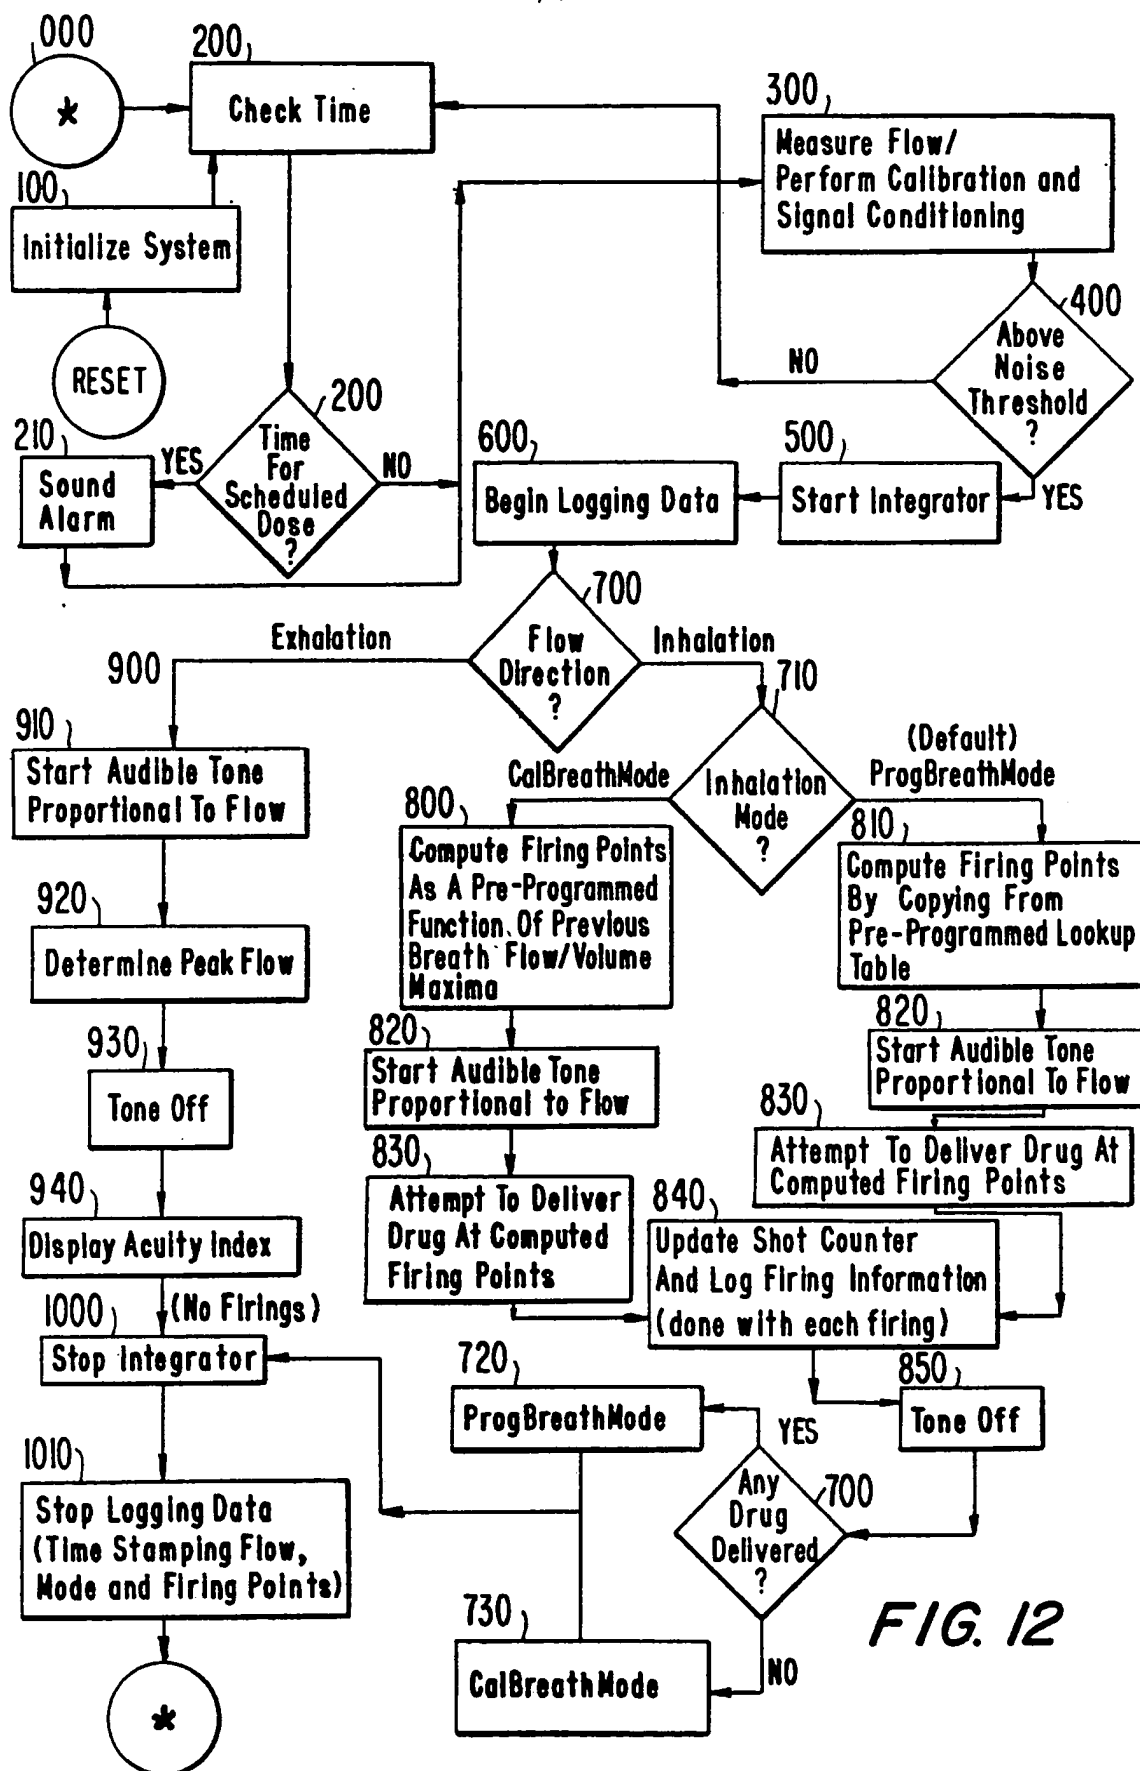 000
*
200
Check Time
300
Measure Flow/
Perform Calibration and
Signal Conditioning
100
Initialize System
RESET
400
Above
Noise
Threshold
?
NO
YES
200
Time
For
Scheduled
Dose
?
YES
NO
210
Sound
Alarm
600
Begin Logging Data
500
Start Integrator
700
Flow
Direction
?
Exhalation
Inhalation
900
710
Inhalation
Mode
?
CalBreathMode
(Default)
ProgBreathMode
910
Start Audible Tone
Proportional To Flow
800
Compute Firing Points
As A Pre-Programmed
Function Of Previous
Breath Flow/Volume
Maxima
810
Compute Firing Points
By Copying From
Pre-Programmed Lookup
Table
920
Determine Peak Flow
820
Start Audible Tone
Proportional to Flow
820
Start Audible Tone
Proportional To Flow
930
Tone Off
830
Attempt To Deliver
Drug At Computed
Firing Points
830
Attempt To Deliver Drug At
Computed Firing Points
940
Display Acuity Index
(No Firings)
840
Update Shot Counter
And Log Firing Information
(done with each firing)
1000
Stop Integrator
720
ProgBreathMode
850
Tone Off
YES
700
Any
Drug
Delivered
?
NO
1010
Stop Logging Data
(Time Stamping Flow,
Mode and Firing Points)
730
CalBreathMode
*
FIG. 12